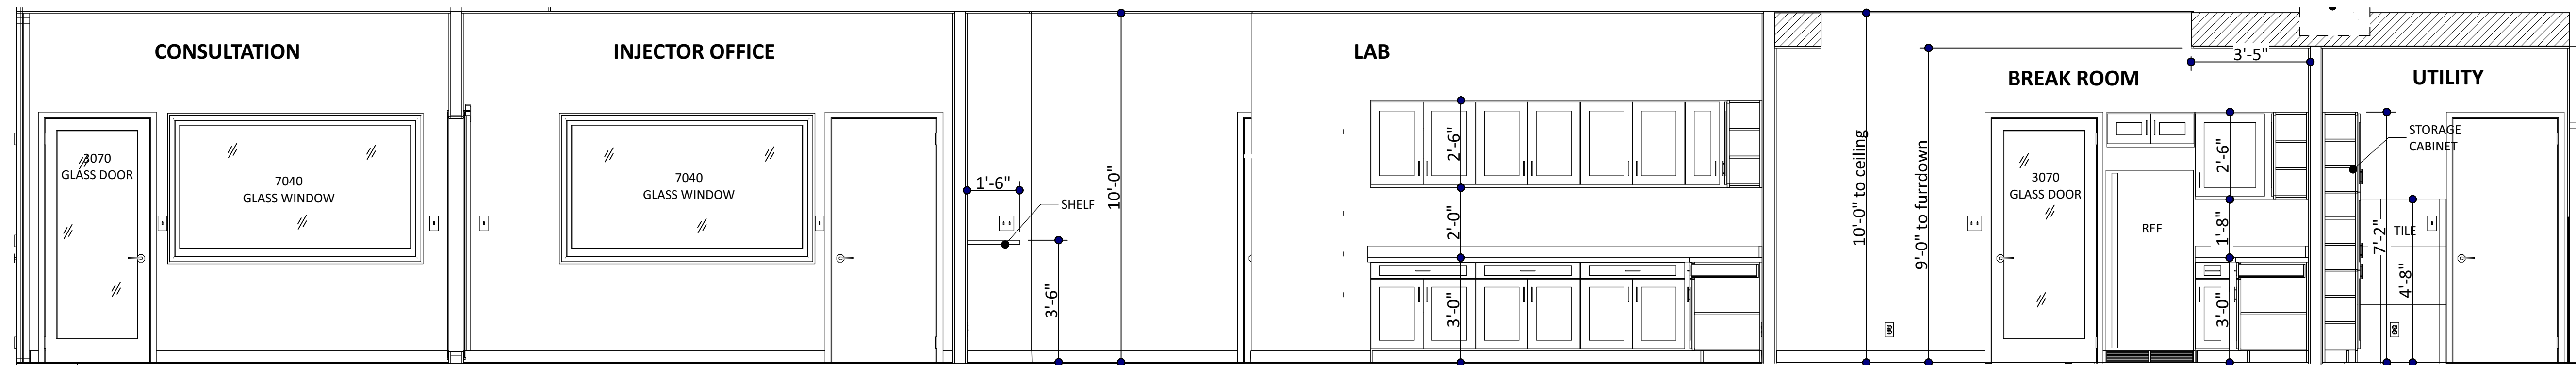 CONSULTATION
3070
GLASS DOOR
7040
GLASS WINDOW
INJECTOR OFFICE
7040
GLASS WINDOW
1'-6"
SHELF
3'-6"
10'-0"
LAB
2'-6"
2'-0"
3'-0"
10'-0" to ceiling
9'-0" to furrdown
BREAK ROOM
3'-5"
3070
GLASS DOOR
REF
2'-6"
1'-8"
3'-0"
UTILITY
STORAGE
CABINET
7'-2"
TILE
4'-8"